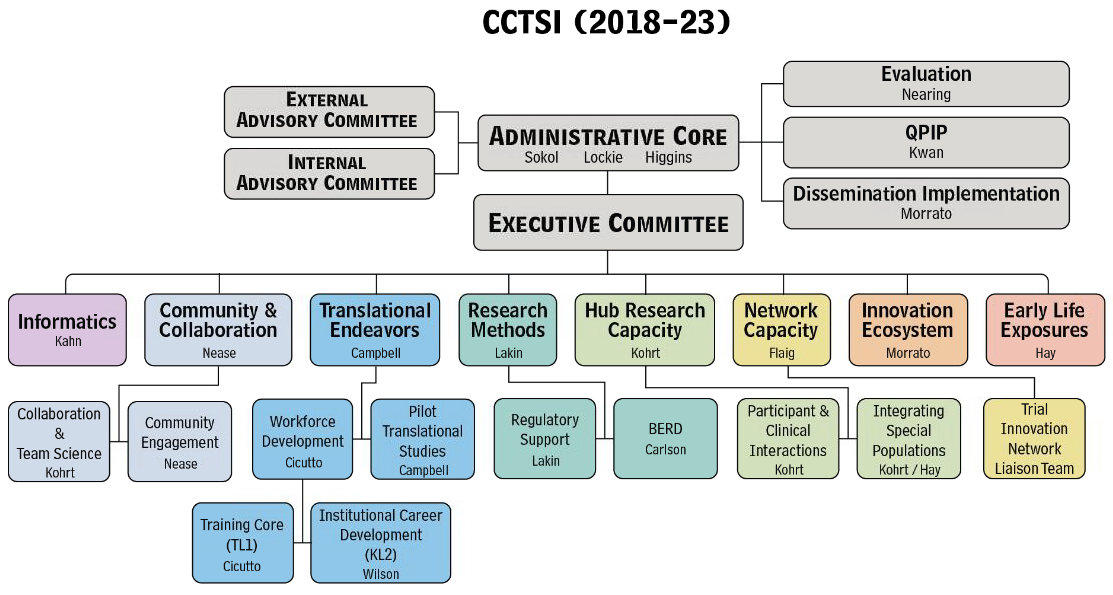 CCTSI (2018-23)
EXTERNAL
ADVISORY COMMITTEE
INTERNAL
ADVISORY COMMITTEE
ADMINISTRATIVE CORE
Sokol Lockie Higgins
Evaluation
Nearing
QPIP
Kwan
Dissemination Implementation
Morrato
EXECUTIVE COMMITTEE
Informatics
Kahn
Community &
Collaboration
Nease
Translational
Endeavors
Campbell
Research
Methods
Lakin
Hub Research
Capacity
Kohrt
Network
Capacity
Flaig
Innovation
Ecosystem
Morrato
Early Life
Exposures
Hay
Collaboration
&
Team Science
Kohrt
Community
Engagement
Nease
Workforce
Development
Cicutto
Pilot
Translational
Studies
Campbell
Regulatory
Support
Lakin
BERD
Carlson
Participant &
Clinical
Interactions
Kohrt
Integrating
Special
Populations
Kohrt / Hay
Trial
Innovation
Network
Liaison Team
Training Core
(TL1)
Cicutto
Institutional Career
Development
(KL2)
Wilson